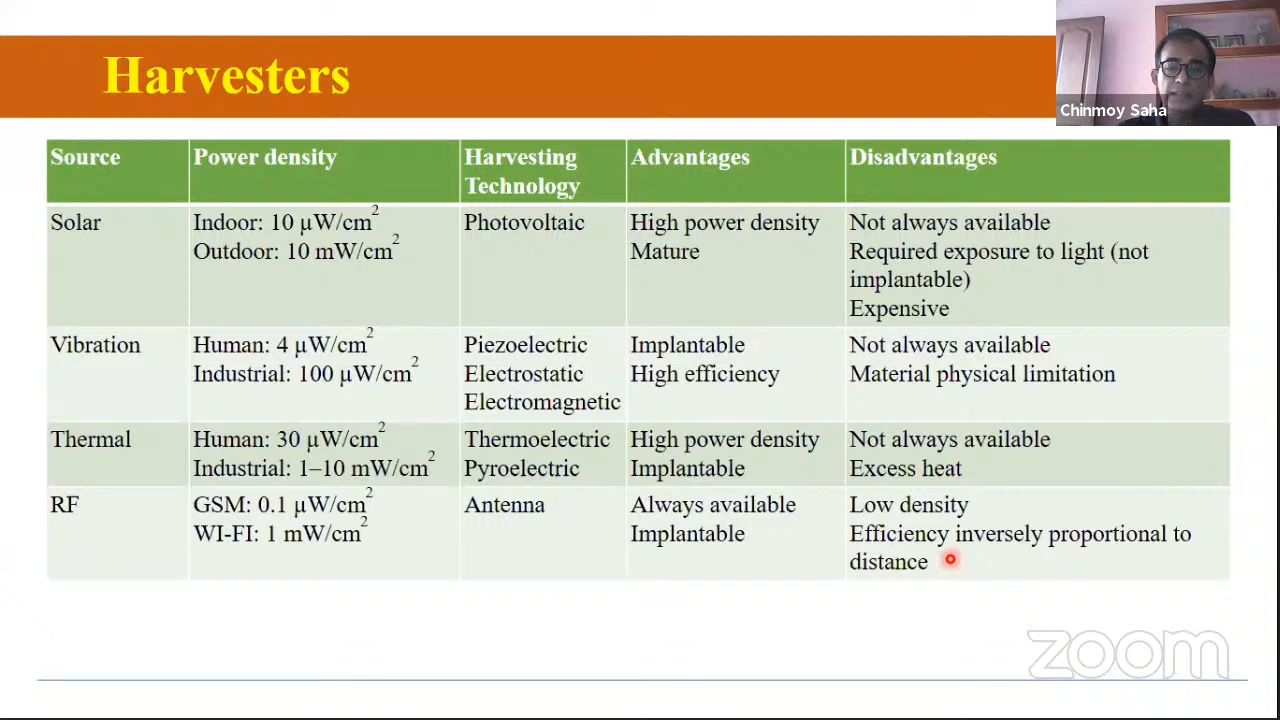 Harvesters
Chinmoy Saha
Source Power density Harvesting Technology Advantages Disadvantages
Solar
Indoor: 10 µW/cm²
Outdoor: 10 mW/cm²
Photovoltaic
High power density
Mature
Not always available
Required exposure to light (not
implantable)
Expensive
Vibration
Human: 4 µW/cm²
Industrial: 100 µW/cm²
Piezoelectric
Electrostatic
Electromagnetic
Implantable
High efficiency
Not always available
Material physical limitation
Thermal
Human: 30 µW/cm²
Industrial: 1–10 mW/cm²
Thermoelectric
Pyroelectric
High power density
Implantable
Not always available
Excess heat
RF
GSM: 0.1 µW/cm²
WI-FI: 1 mW/cm²
Antenna
Always available
Implantable
Low density
Efficiency inversely proportional to
distance
zoom